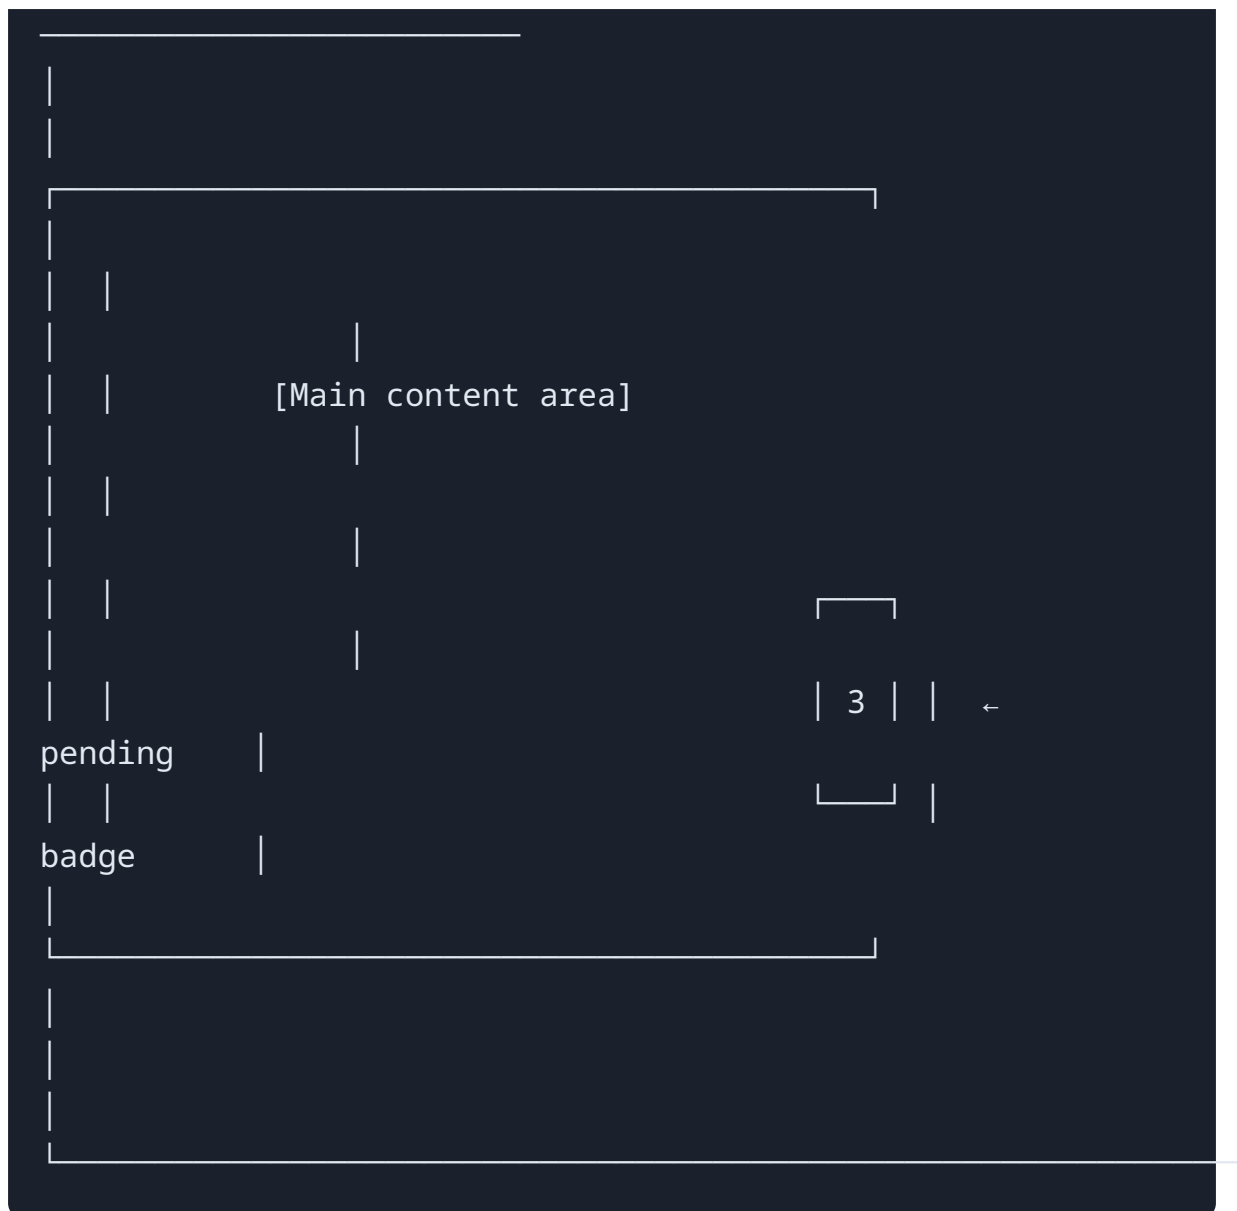 [Main content area]
3 ←
pending
badge